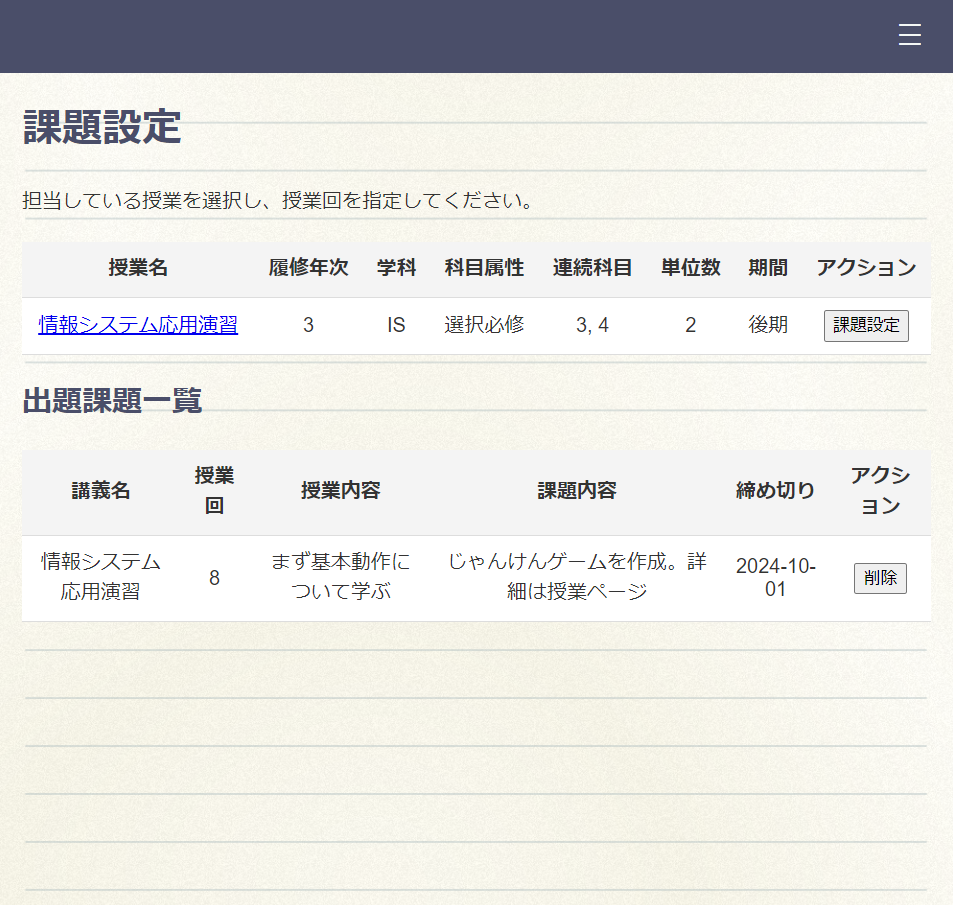 課題設定
担当している授業を選択し、授業回を指定してください。
授業名 履修年次 学科 科目属性 連続科目 単位数 期間 アクション
情報システム応用演習 3 IS 選択必修 3, 4 2 後期 課題設定
出題課題一覧
講義名 授業回 授業内容 課題内容 締め切り アクション
情報システム応用演習 8 まず基本動作について学ぶ じゃんけんゲームを作成。詳細は授業ページ 2024-10-01 削除